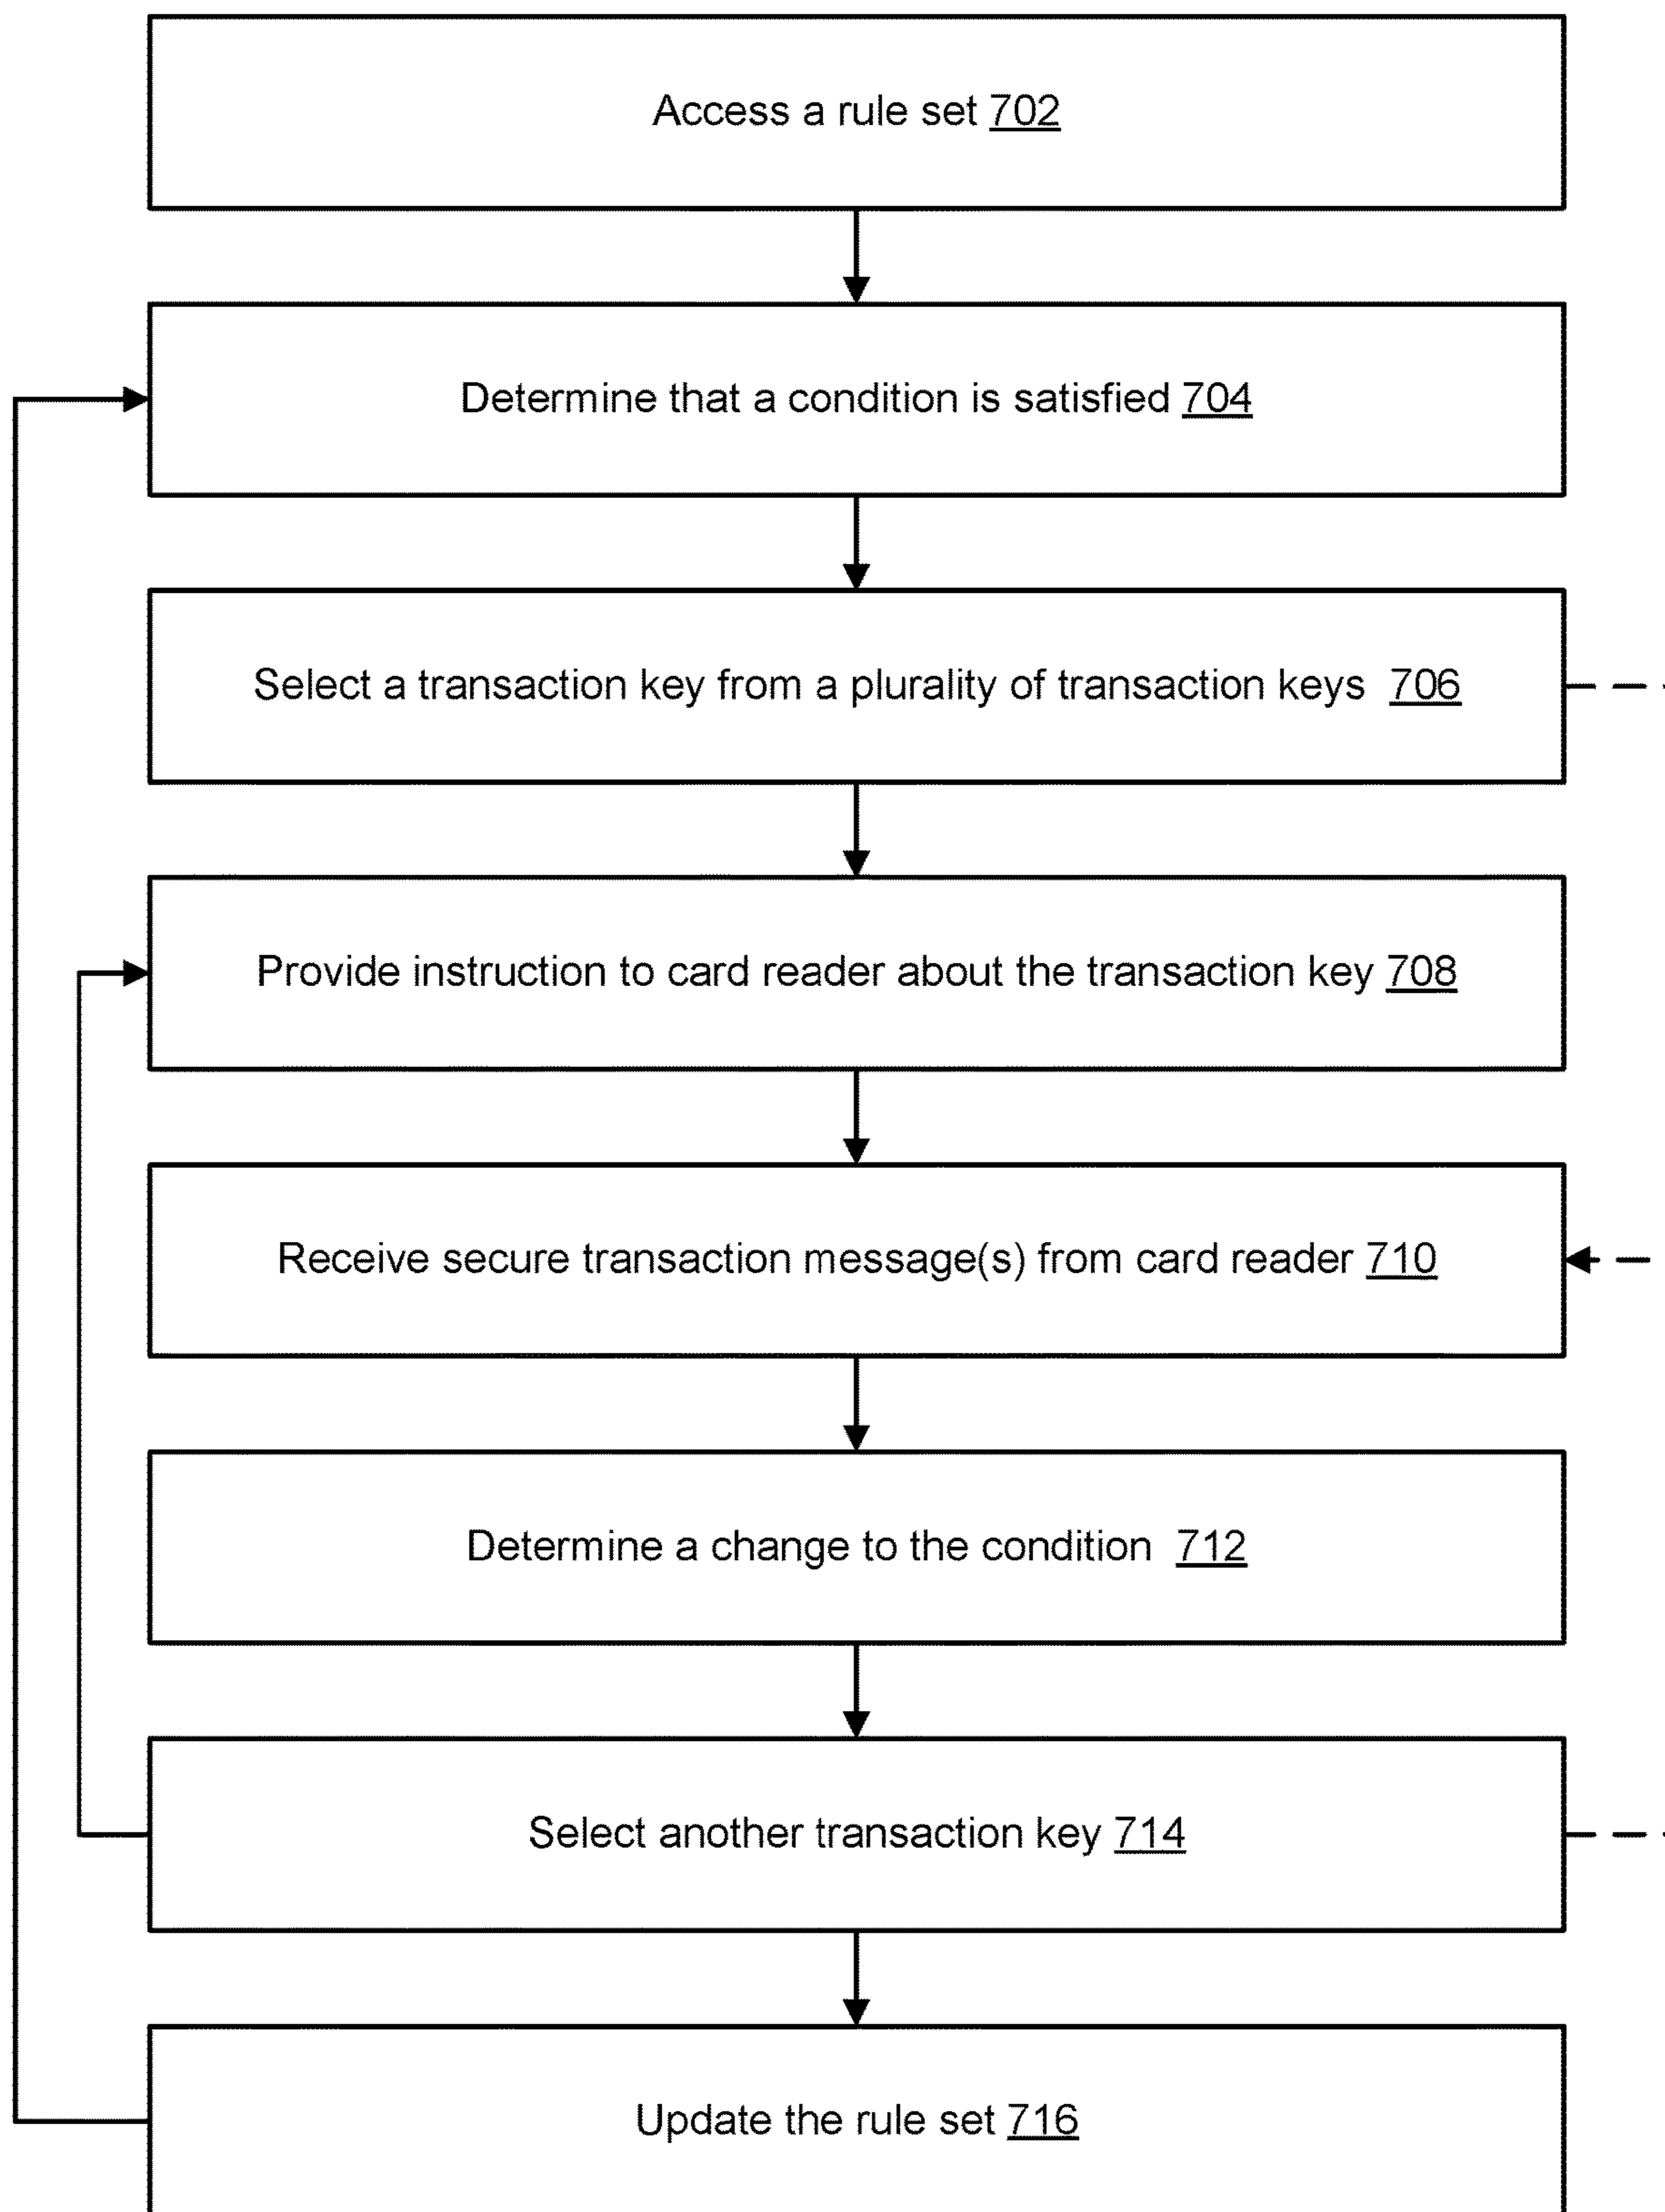 Access a rule set 702
Determine that a condition is satisfied 704
Select a transaction key from a plurality of transaction keys 706
Provide instruction to card reader about the transaction key 708
Receive secure transaction message(s) from card reader 710
Determine a change to the condition 712
Select another transaction key 714
Update the rule set 716